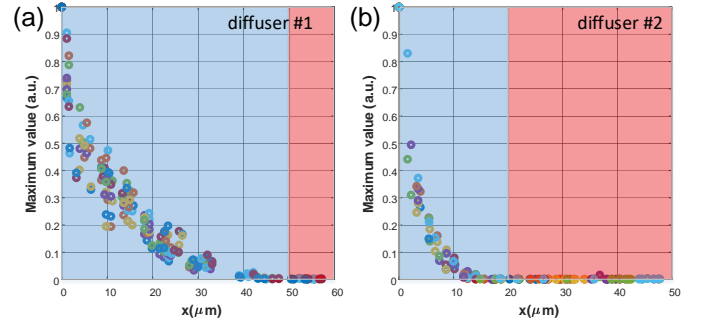 (a)
diffuser #1
Maximum value (a.u.)
1
0.9
0.8
0.7
0.6
0.5
0.4
0.3
0.2
0.1
0
0 10 20 30 40 50 60
x(μm)
(b)
diffuser #2
Maximum value (a.u.)
1
0.9
0.8
0.7
0.6
0.5
0.4
0.3
0.2
0.1
0
0 10 20 30 40 50
x(μm)